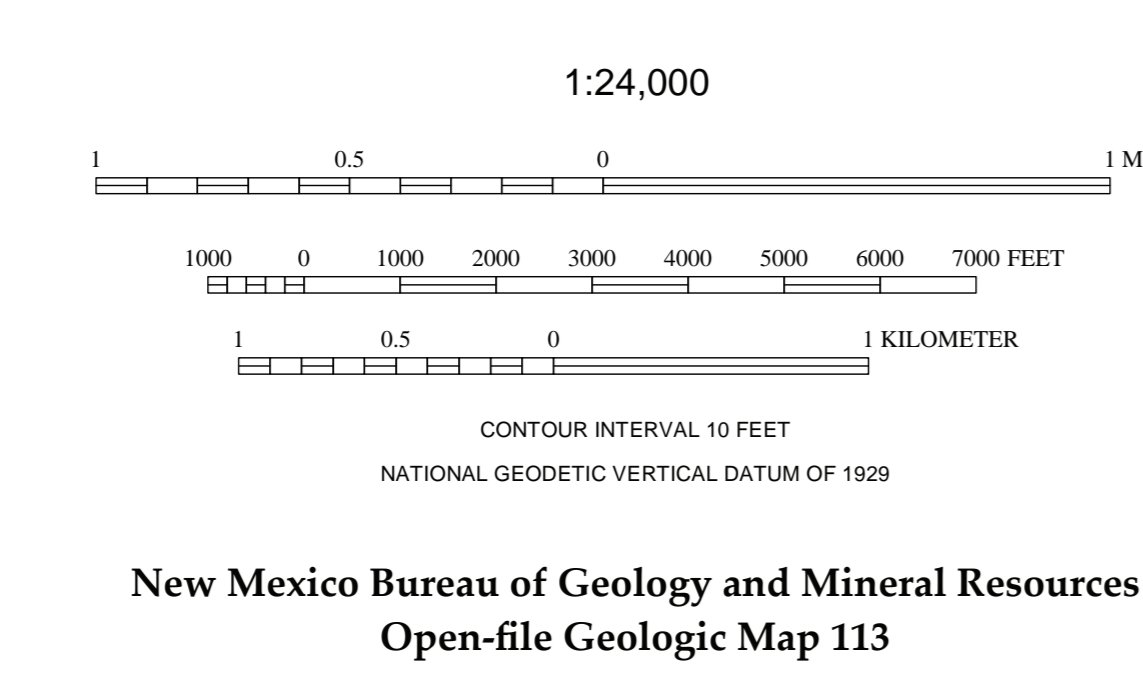 1:24,000
1 0.5 0 1 M
1000 0 1000 2000 3000 4000 5000 6000 7000 FEET
1 0.5 0 1 KILOMETER
CONTOUR INTERVAL 10 FEET
NATIONAL GEODETIC VERTICAL DATUM OF 1929
New Mexico Bureau of Geology and Mineral Resources
Open-file Geologic Map 113